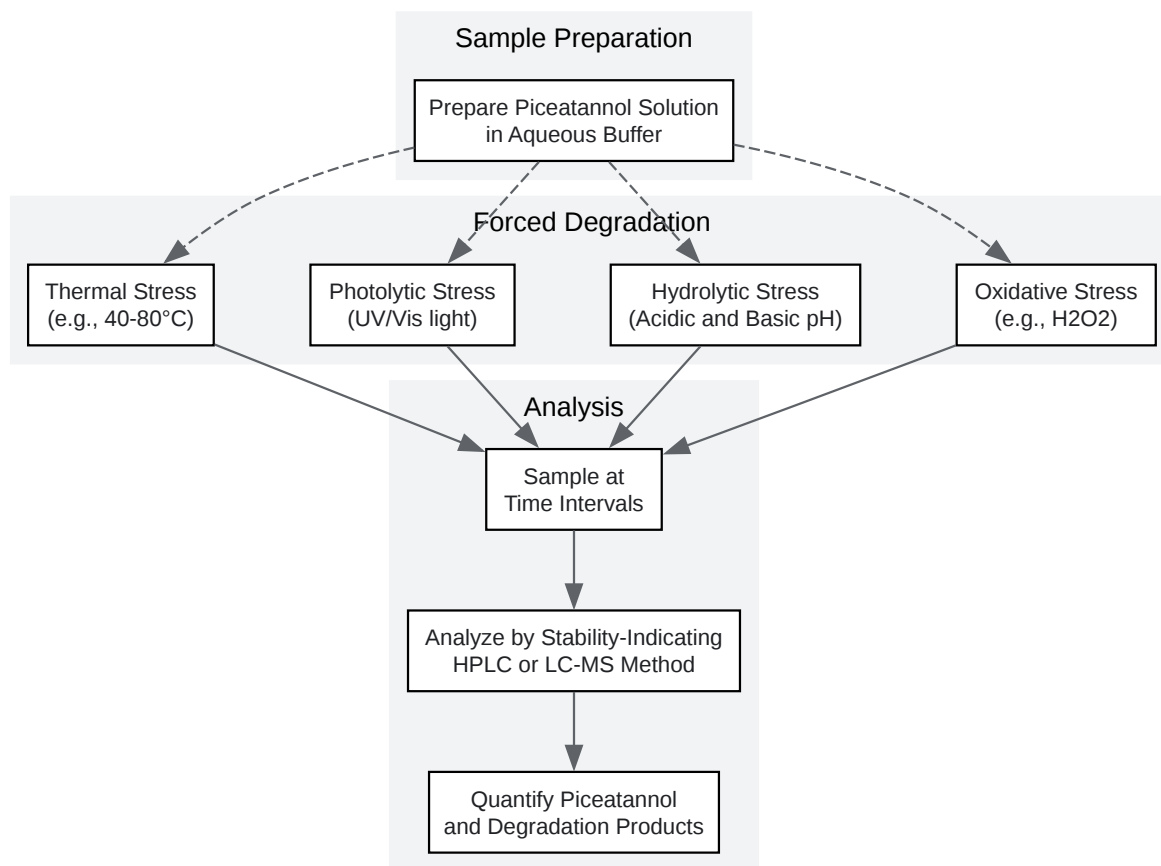 Sample Preparation
Prepare Piceatannol Solution
in Aqueous Buffer
Forced Degradation
Thermal Stress
(e.g., 40-80°C)
Photolytic Stress
(UV/Vis light)
Hydrolytic Stress
(Acidic and Basic pH)
Oxidative Stress
(e.g., H2O2)
Analysis
Sample at
Time Intervals
Analyze by Stability-Indicating
HPLC or LC-MS Method
Quantify Piceatannol
and Degradation Products